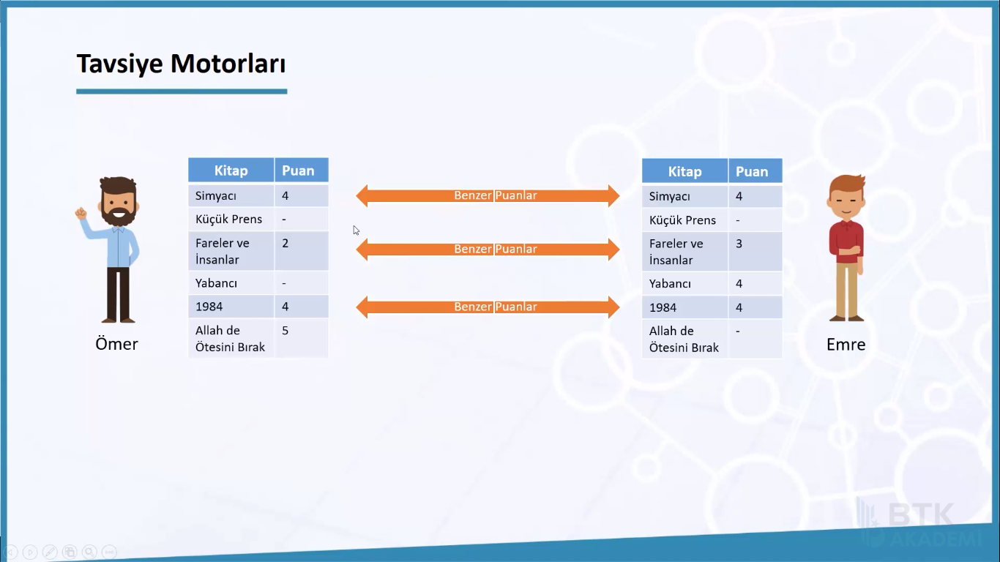 Tavsiye Motorları
Kitap Puan
Simyacı 4
Küçük Prens -
Fareler ve 2
İnsanlar
Yabancı -
1984 4
Allah de 5
Ötesini Bırak
Ömer
Benzer Puanlar
Benzer Puanlar
Benzer Puanlar
Kitap Puan
Simyacı 4
Küçük Prens -
Fareler ve 3
İnsanlar
Yabancı 4
1984 4
Allah de -
Ötesini Bırak
Emre
BTK
AKADEMİ